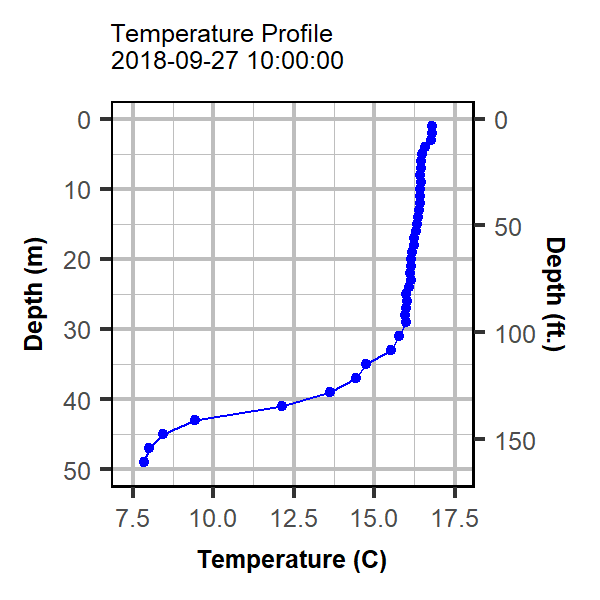 Temperature Profile
2018-09-27 10:00:00
0
10
20
30
40
50
Depth (m)
0
50
100
150
Depth (ft.)
7.5 10.0 12.5 15.0 17.5
Temperature (C)